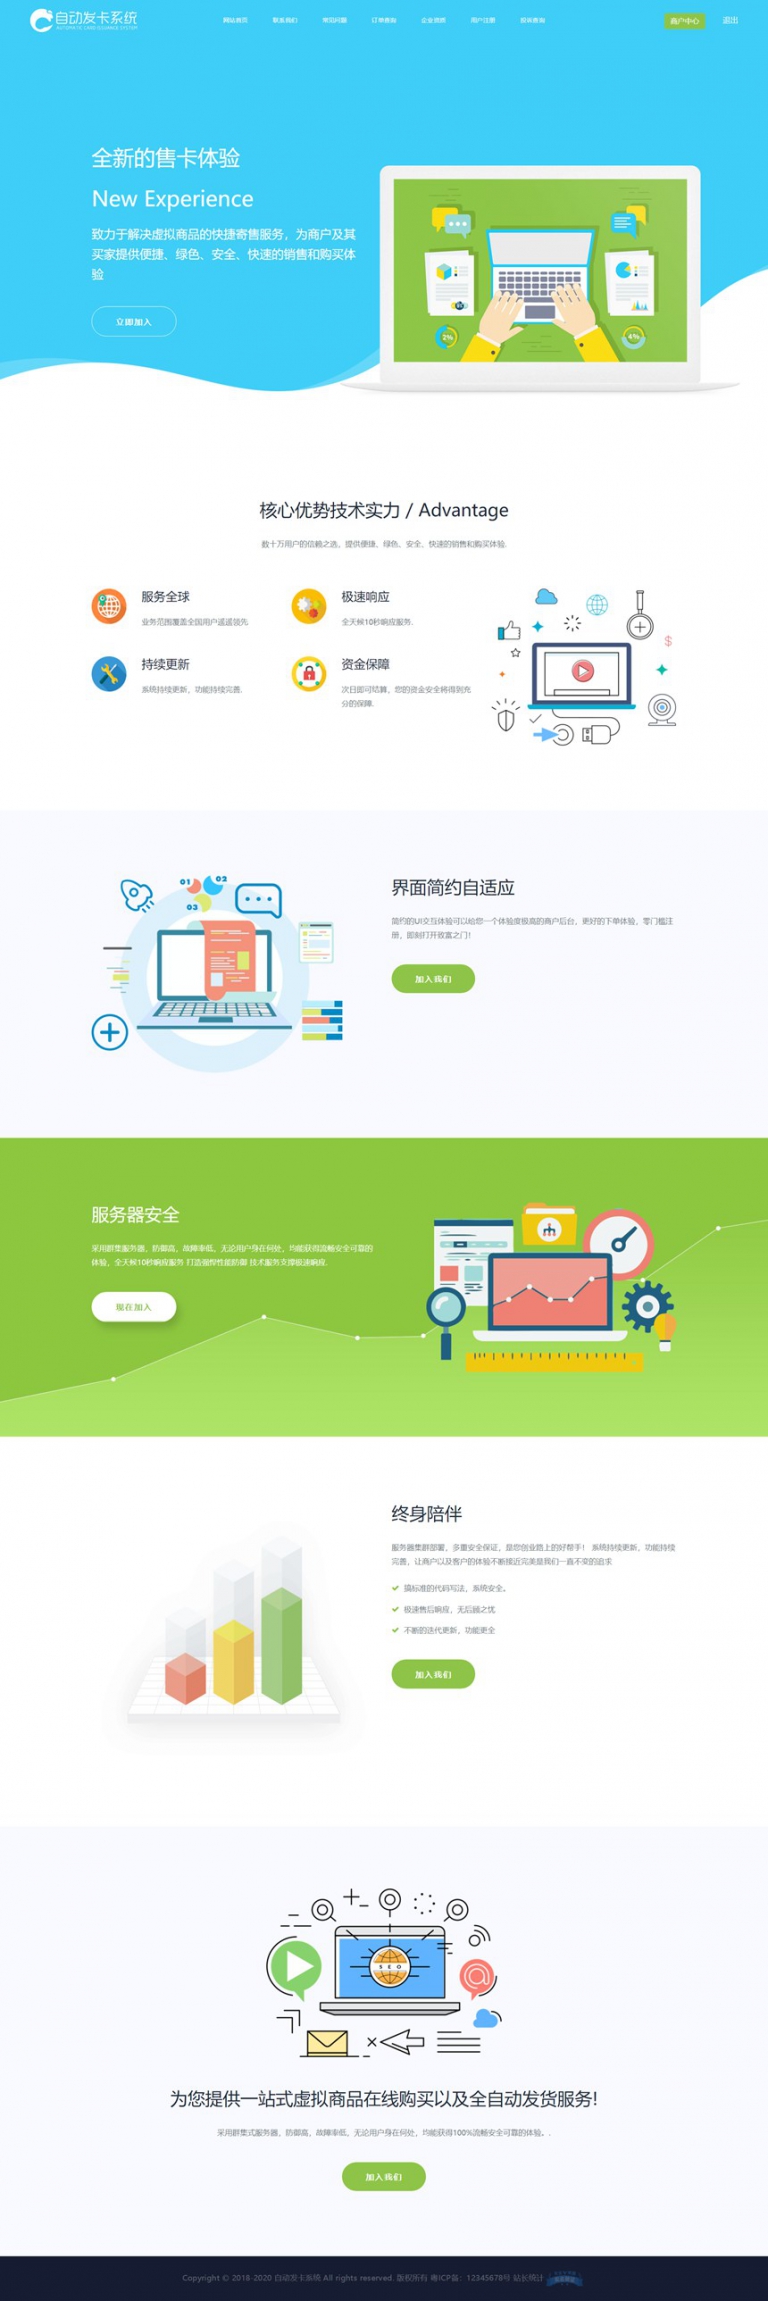 自动发卡系统
AUTOMATIC CARD ISSUANCE SYSTEM
网站首页 联系我们 常见问题 订单查询 企业资质 用户注册 投诉查询
商户中心 退出
全新的售卡体验
New Experience
致力于解决虚拟商品的快捷寄售服务，为商户及其
买家提供便捷、绿色、安全、快速的销售和购买体
验
立即加入
核心优势技术实力 / Advantage
数十万用户的信赖之选，提供便捷、绿色、安全、快速的销售和购买体验.
服务全球
业务范围覆盖全国用户遥遥领先
极速响应
全天候10秒响应服务.
持续更新
系统持续更新，功能持续完善.
资金保障
次日即可结算，您的资金安全将得到充
分的保障.
01 02
03
界面简约自适应
简约的UI交互体验可以给您一个体验度极高的商户后台，更好的下单体验，零门槛注
册，即刻打开致富之门！
加入我们
服务器安全
采用群集服务器，防御高，故障率低，无论用户身在何处，均能获得流畅安全可靠的
体验，全天候10秒响应服务 打造强悍性能防御 技术服务支撑极速响应.
现在加入
终身陪伴
服务器集群部署，多重安全保证，是您创业路上的好帮手！ 系统持续更新，功能持续
完善，让商户以及客户的体验不断接近完美是我们一直不变的追求
搞标准的代码写法，系统安全。
极速售后响应，无后顾之忧
不断的迭代更新，功能更全
加入我们
SEO
为您提供一站式虚拟商品在线购买以及全自动发货服务!
采用群集式服务器，防御高，故障率低，无论用户身在何处，均能获得100%流畅安全可靠的体验。.
加入我们
Copyright © 2018-2020 自动发卡系统 All rights reserved. 版权所有 粤ICP备：12345678号 站长统计